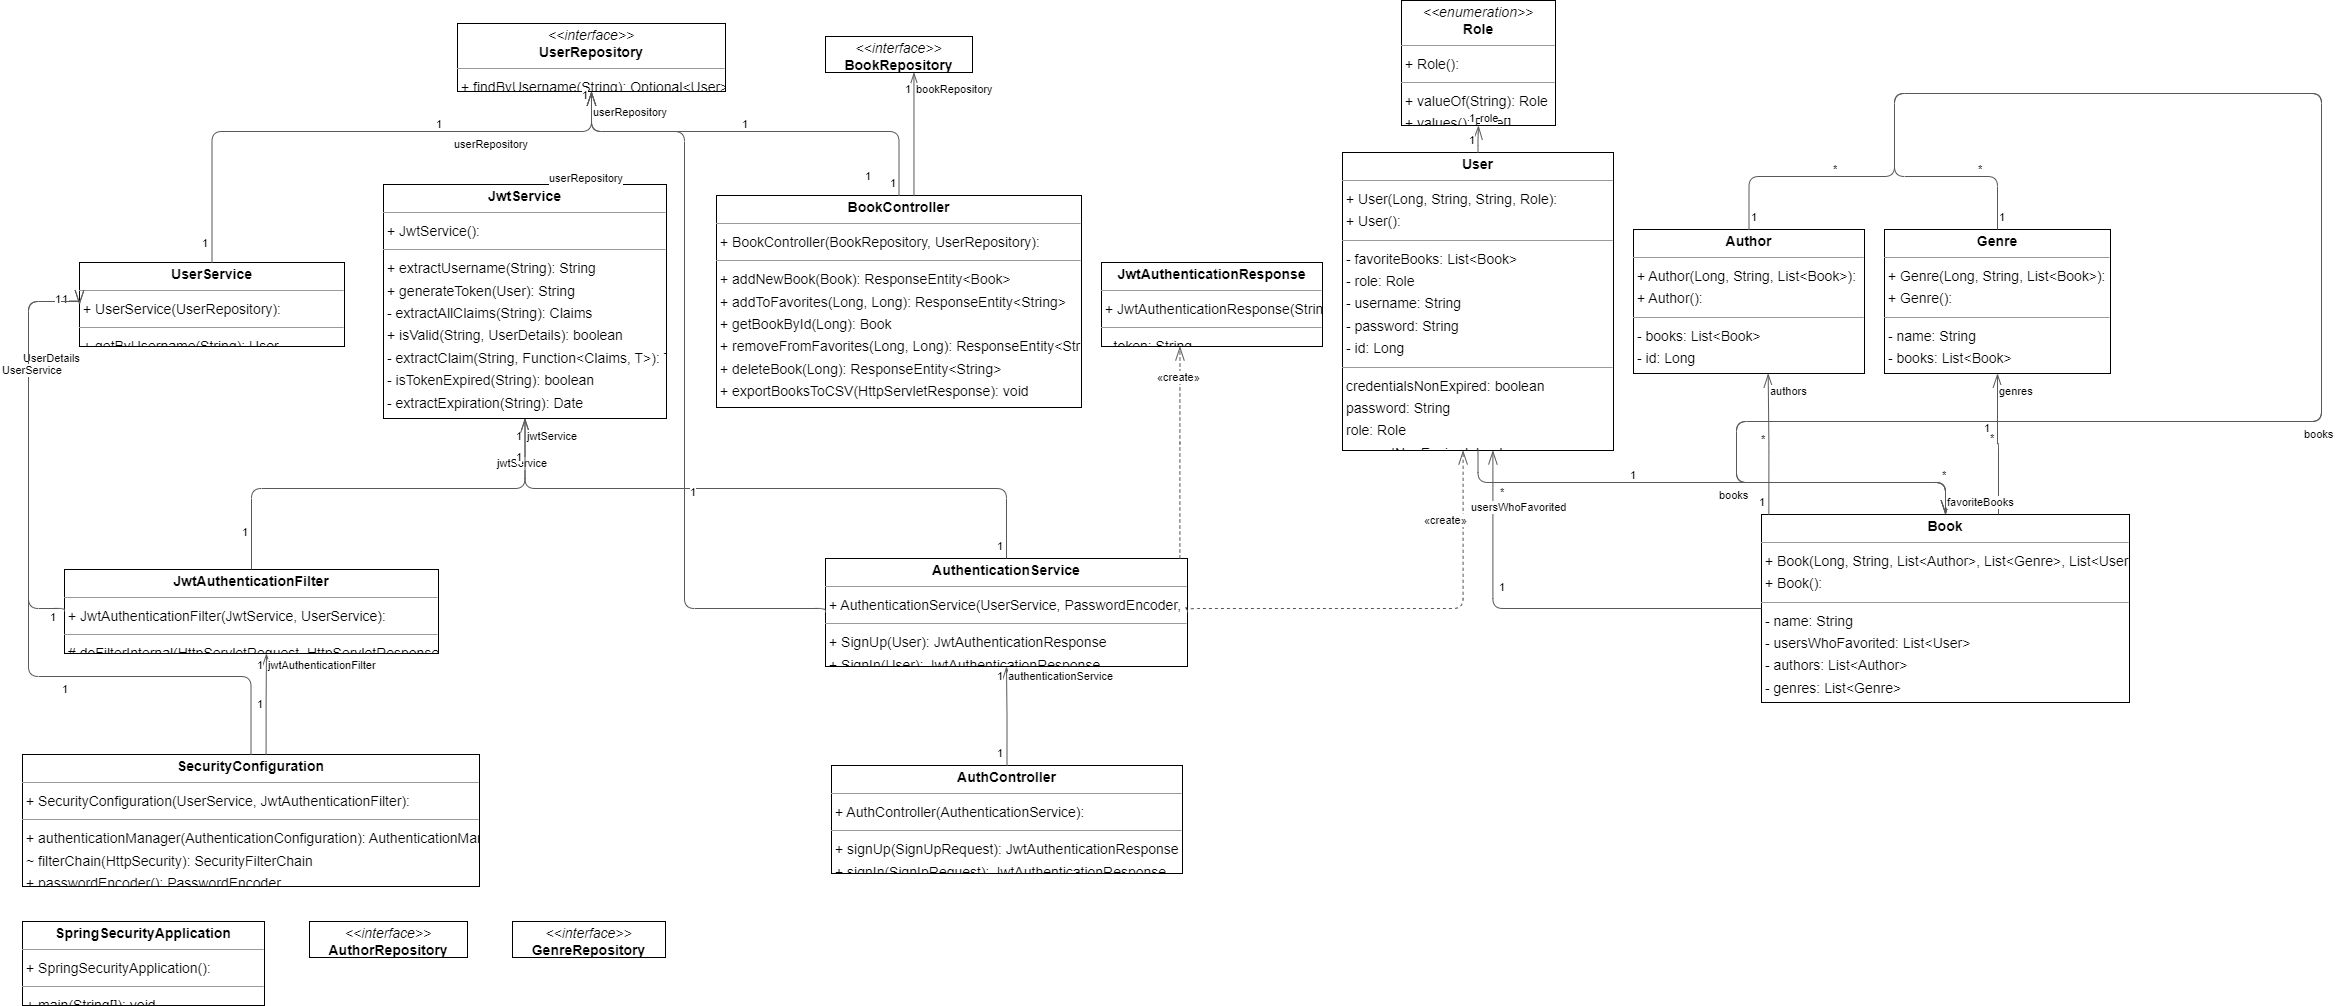 <<interface>>
UserRepository
+ findByUsername(String): Optional<User>
<<interface>>
BookRepository
<<enumeration>>
Role
+ Role():
+ valueOf(String): Role
+ values():
1
role
1
1
userRepository
1
1
userRepository
userRepository
1
bookRepository
1
1
1
JwtService
+ JwtService():
+ extractUsername(String): String
+ generateToken(User): String
- extractAllClaims(String): Claims
+ isValid(String, UserDetails): boolean
- extractClaim(String, Function<Claims, T>):
- isTokenExpired(String): boolean
- extractExpiration(String): Date
BookController
+ BookController(BookRepository, UserRepository):
+ addNewBook(Book): ResponseEntity<Book>
+ addToFavorites(Long, Long): ResponseEntity<String>
+ getBookById(Long): Book
+ removeFromFavorites(Long, Long): ResponseEntity<Str
+ deleteBook(Long): ResponseEntity<String>
+ exportBooksToCSV(HttpServletResponse): void
UserService
+ UserService(UserRepository):
+ getByUsername(String): User
1
1
UserDetails
UserService
JwtAuthenticationResponse
+ JwtAuthenticationResponse(Strin
token: String
«create»
User
+ User(Long, String, String, Role):
+ User():
- favoriteBooks: List<Book>
- role: Role
- username: String
- password: String
- id: Long
credentialsNonExpired: boolean
password: String
role: Role
*
*
1
1
Author
+ Author(Long, String, List<Book>):
+ Author():
- books: List<Book>
- id: Long
Genre
+ Genre(Long, String, List<Book>):
+ Genre():
- name: String
- books: List<Book>
authors
genres
1
*
*
books
1
jwtService
1
jwtService
1
1
1
1
*
books
1
favoriteBooks
*
usersWhoFavorited
«create»
1
Book
+ Book(Long, String, List<Author>, List<Genre>, List<User
+ Book():
- name: String
- usersWhoFavorited: List<User>
- authors: List<Author>
- genres: List<Genre>
JwtAuthenticationFilter
+ JwtAuthenticationFilter(JwtService, UserService):
# doFilterInternal(HttpServletRequest, HttpServletResponse
1
1
jwtAuthenticationFilter
1
1
AuthenticationService
+ AuthenticationService(UserService, PasswordEncoder,
+ SignUp(User): JwtAuthenticationResponse
+ SignIn(User): JwtAuthenticationResponse
1
authenticationService
1
SecurityConfiguration
+ SecurityConfiguration(UserService, JwtAuthenticationFilter):
+ authenticationManager(AuthenticationConfiguration): AuthenticationMa
~ filterChain(HttpSecurity): SecurityFilterChain
+ passwordEncoder(): PasswordEncoder
AuthController
+ AuthController(AuthenticationService):
+ signUp(SignUpRequest): JwtAuthenticationResponse
+ signIn(SignUpRequest): JwtAuthenticationResponse
SpringSecurityApplication
+ SpringSecurityApplication():
+ main(String[]): void
<<interface>>
AuthorRepository
<<interface>>
GenreRepository